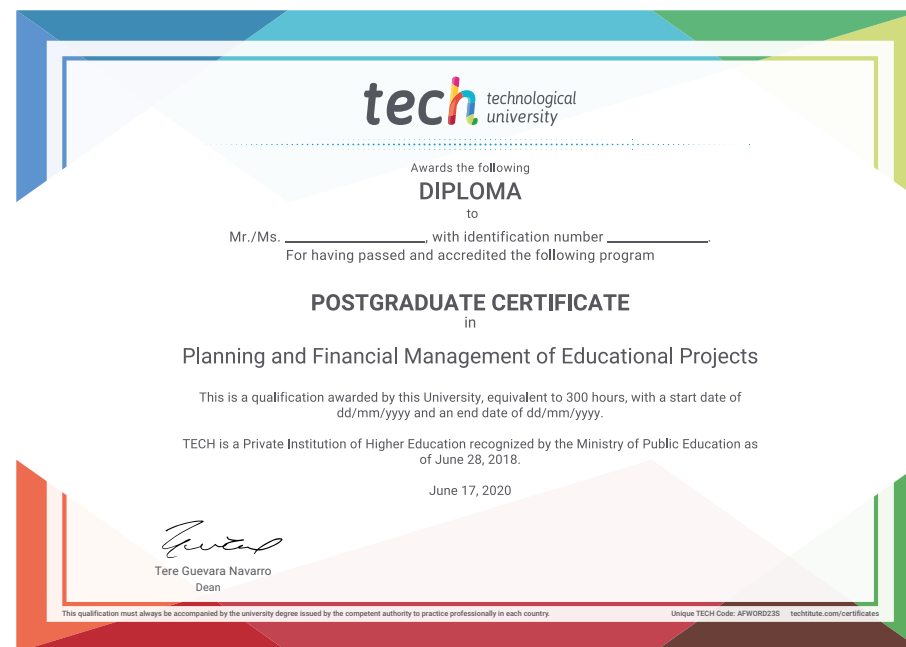 tech technological
university
Awards the following
DIPLOMA
to
Mr./Ms. ____________________, with identification number ______________.
For having passed and accredited the following program
POSTGRADUATE CERTIFICATE
in
Planning and Financial Management of Educational Projects
This is a qualification awarded by this University, equivalent to 300 hours, with a start date of
dd/mm/yyyy and an end date of dd/mm/yyyy.
TECH is a Private Institution of Higher Education recognized by the Ministry of Public Education as
of June 28, 2018.
June 17, 2020
Tere Guevara Navarro
Dean
This qualification must always be accompanied by the university degree issued by the competent authority to practice professionally in each country.
Unique TECH Code: AFWORD23S techtitute.com/certificates